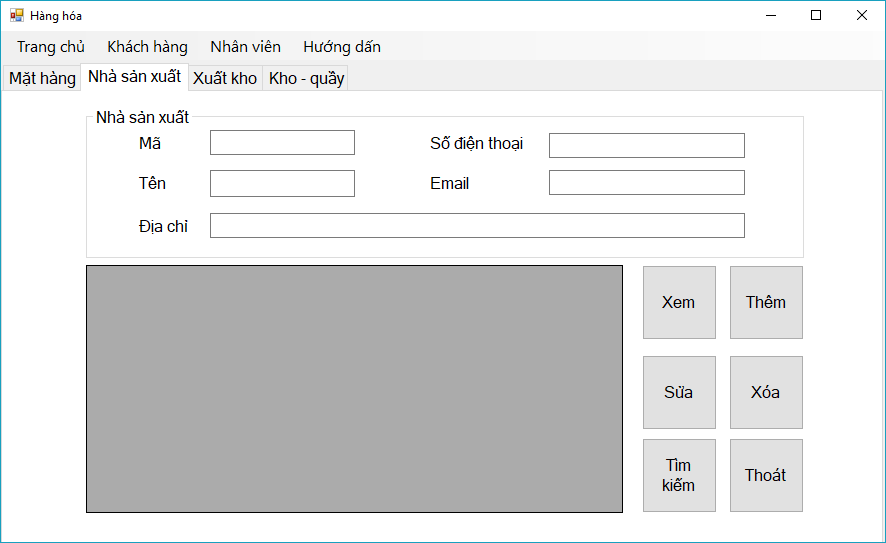 Hàng hóa
Trang chủ Khách hàng Nhân viên Hướng dấn
Mặt hàng Nhà sản xuất Xuất kho Kho - quầy
Nhà sản xuất
Mã Số điện thoại
Tên Email
Địa chỉ
Xem Thêm
Sửa Xóa
Tìm
kiếm Thoát